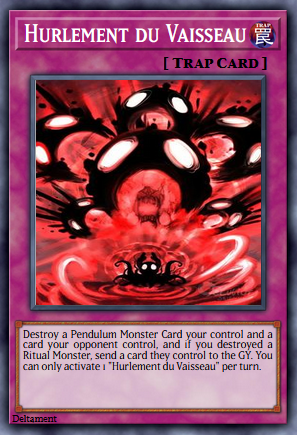 Hurlement du Vaisseau
TRAP
罠
[ Trap Card ]
Destroy a Pendulum Monster Card your control and a
card your opponent control, and if you destroyed a
Ritual Monster, send a card they control to the GY. You
can only activate 1 "Hurlement du Vaisseau" per turn.
Deltament